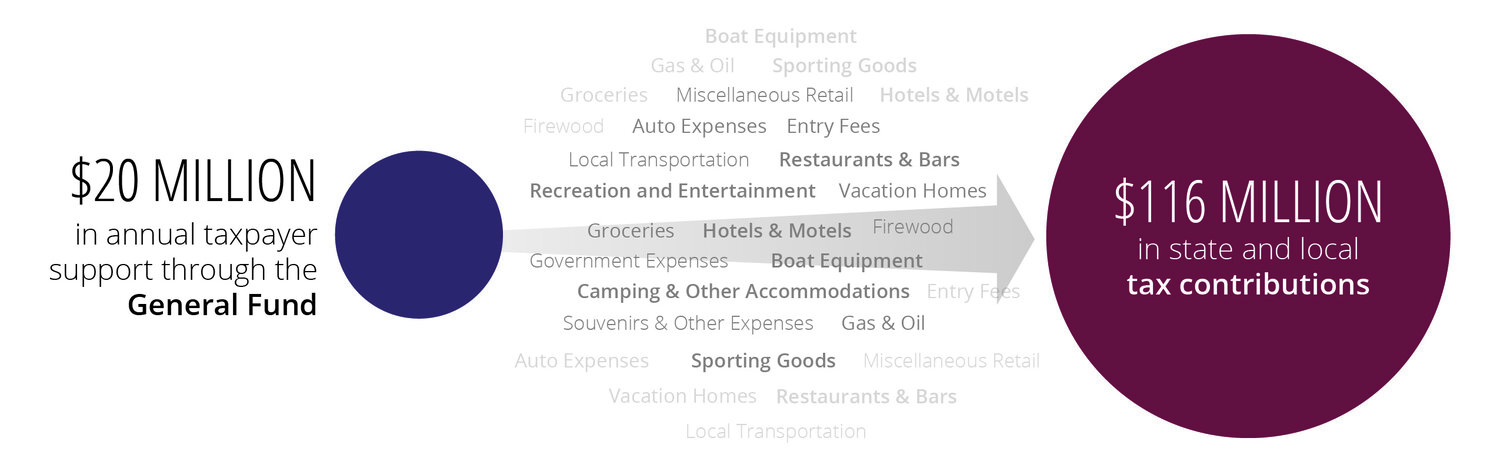 $20 MILLION
in annual taxpayer
support through the
General Fund
Boat Equipment
Gas & Oil Sporting Goods
Groceries Miscellaneous Retail Hotels & Motels
Firewood Auto Expenses Entry Fees
Local Transportation Restaurants & Bars
Recreation and Entertainment Vacation Homes
Groceries Hotels & Motels Firewood
Government Expenses Boat Equipment
Camping & Other Accommodations Entry Fees
Souvenirs & Other Expenses Gas & Oil
Auto Expenses Sporting Goods Miscellaneous Retail
Vacation Homes Restaurants & Bars
Local Transportation
$116 MILLION
in state and local
tax contributions